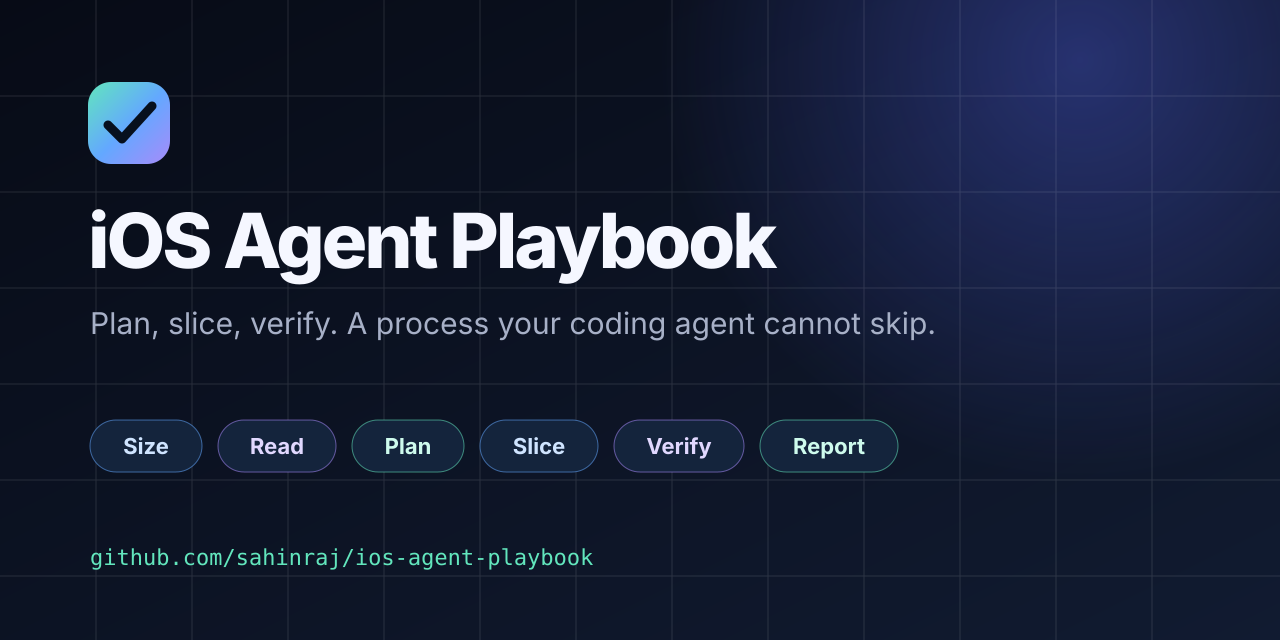 iOS Agent Playbook
Plan, slice, verify. A process your coding agent cannot skip.
Size Read Plan Slice Verify Report
github.com/sahinraj/ios-agent-playbook